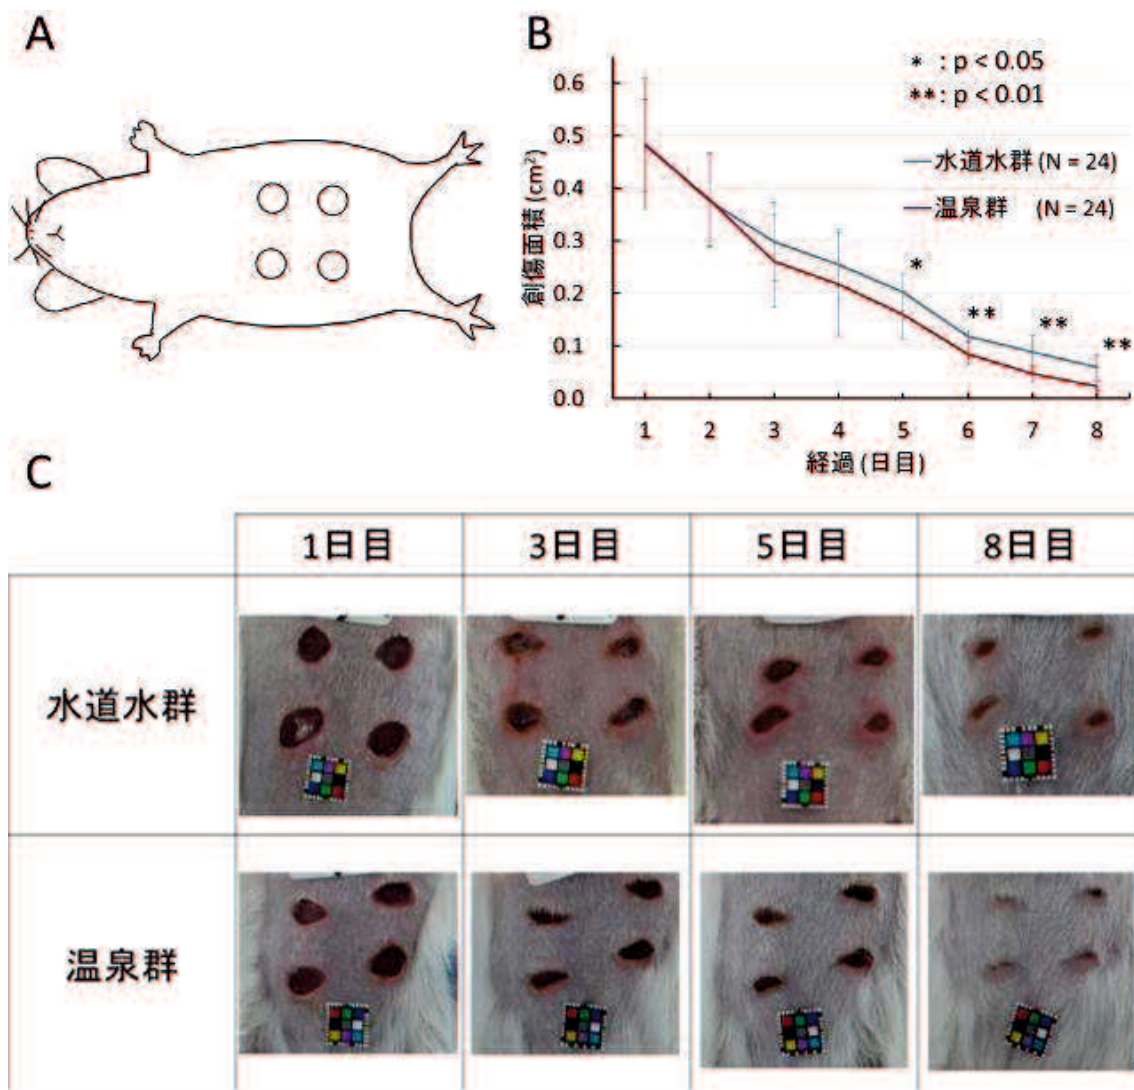 A
B
* : p < 0.05
**: p < 0.01
水道水群 (N = 24)
温泉群 (N = 24)
創傷面積 (cm²)
0.6
0.5
0.4
0.3
0.2
0.1
0.0
*
**
**
**
1 2 3 4 5 6 7 8
経過 (日目)
C
1日目 3日目 5日目 8日目
水道水群
温泉群